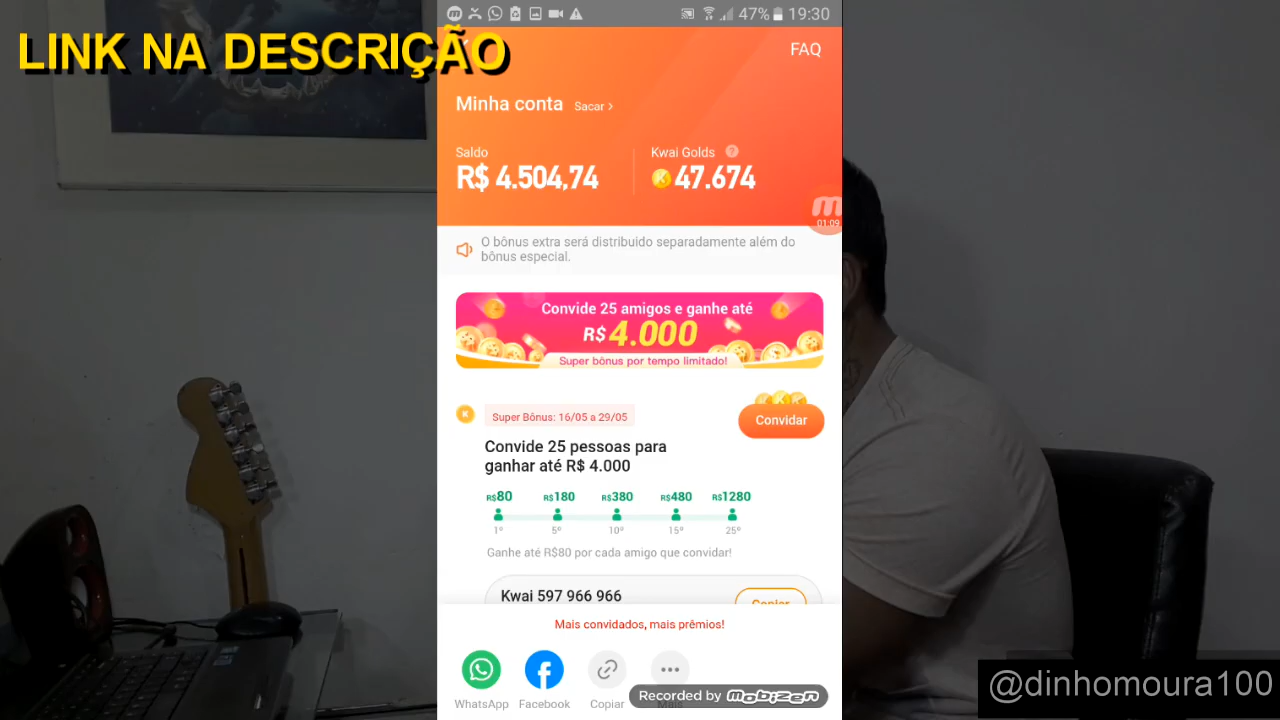 LINK NA DESCRIÇÃO
47% 19:30
FAQ
Minha conta Sacar >
Saldo
R$ 4.504,74
Kwai Golds ?
47.674
01:09
O bônus extra será distribuido separadamente além do
bônus especial.
Convide 25 amigos e ganhe até
R$ 4.000
Super bônus por tempo limitado!
Super Bônus: 16/05 a 29/05
Convidar
Convide 25 pessoas para
ganhar até R$ 4.000
R$80 R$180 R$380 R$480 R$1280
1º 5º 10º 15º 25º
Ganhe até R$80 por cada amigo que convidar!
Kwai 597 966 966
Copiar
Mais convidados, mais prêmios!
WhatsApp Facebook Copiar Mais
Recorded by mobizen
@dinhomoura100